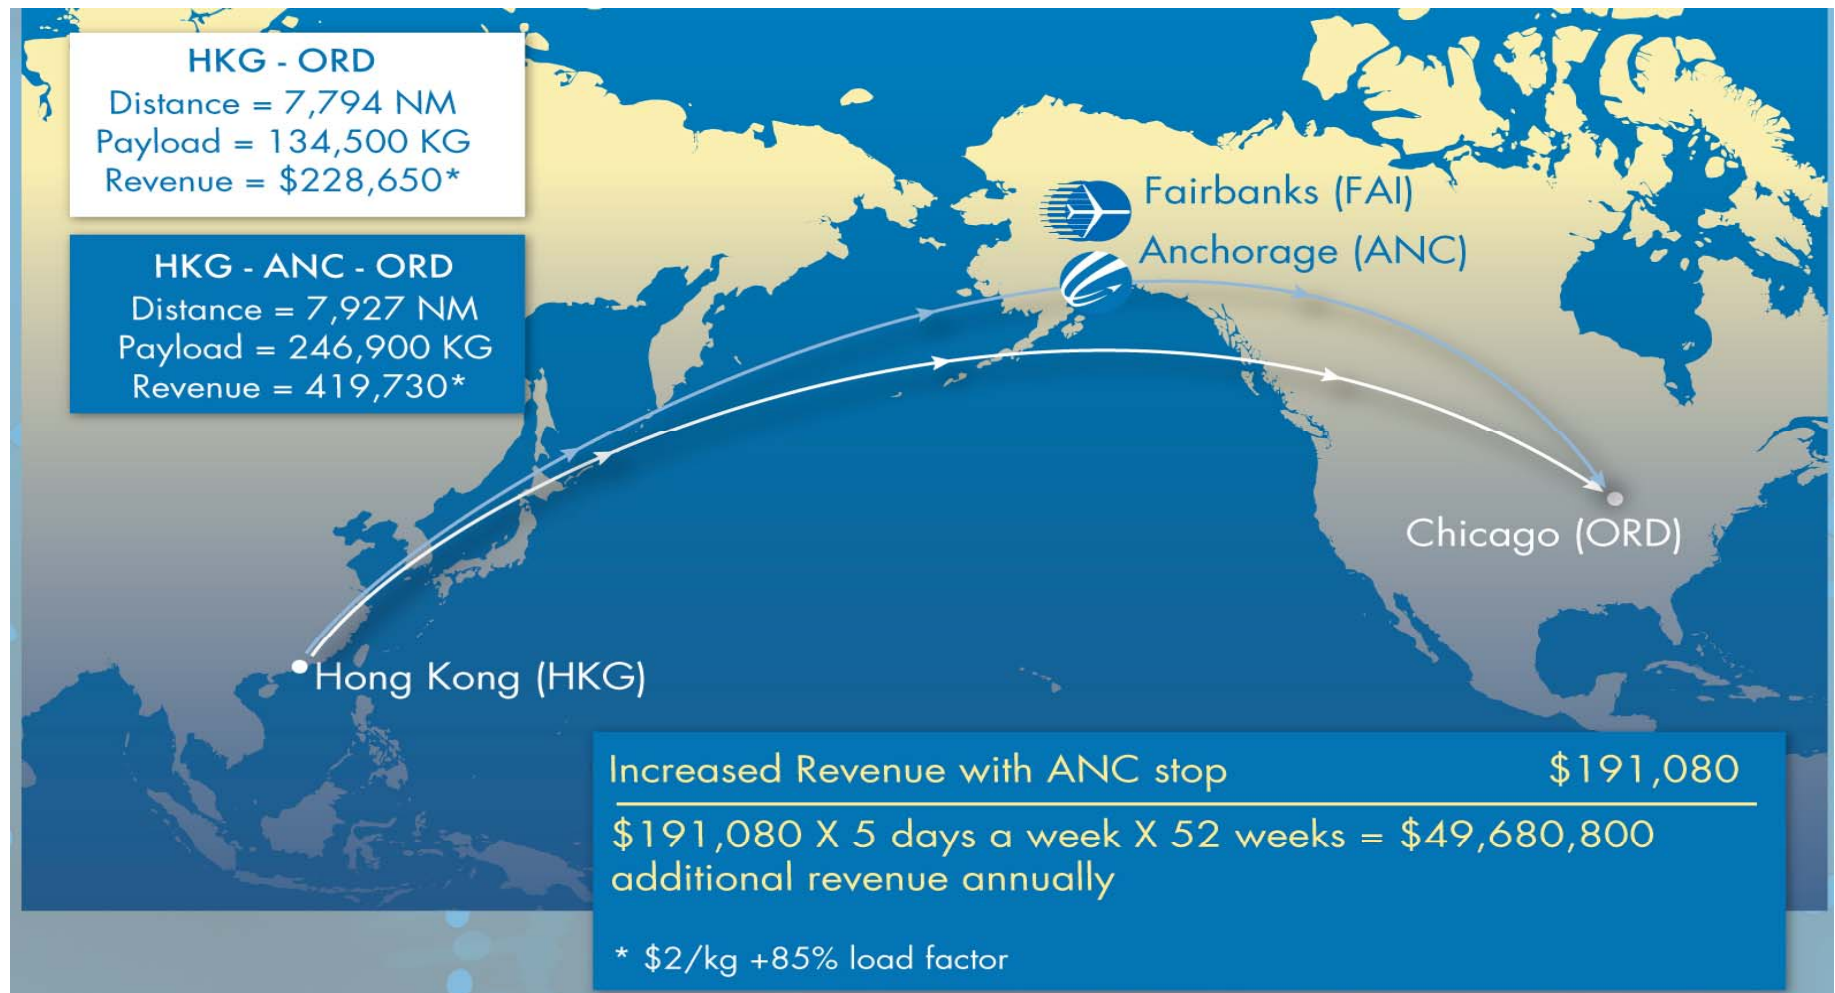 HKG - ORD
Distance = 7,794 NM
Payload = 134,500 KG
Revenue = $228,650*
HKG - ANC - ORD
Distance = 7,927 NM
Payload = 246,900 KG
Revenue = 419,730*
Fairbanks (FAI)
Anchorage (ANC)
Chicago (ORD)
Hong Kong (HKG)
Increased Revenue with ANC stop $191,080
$191,080 X 5 days a week X 52 weeks = $49,680,800
additional revenue annually
* $2/kg +85% load factor